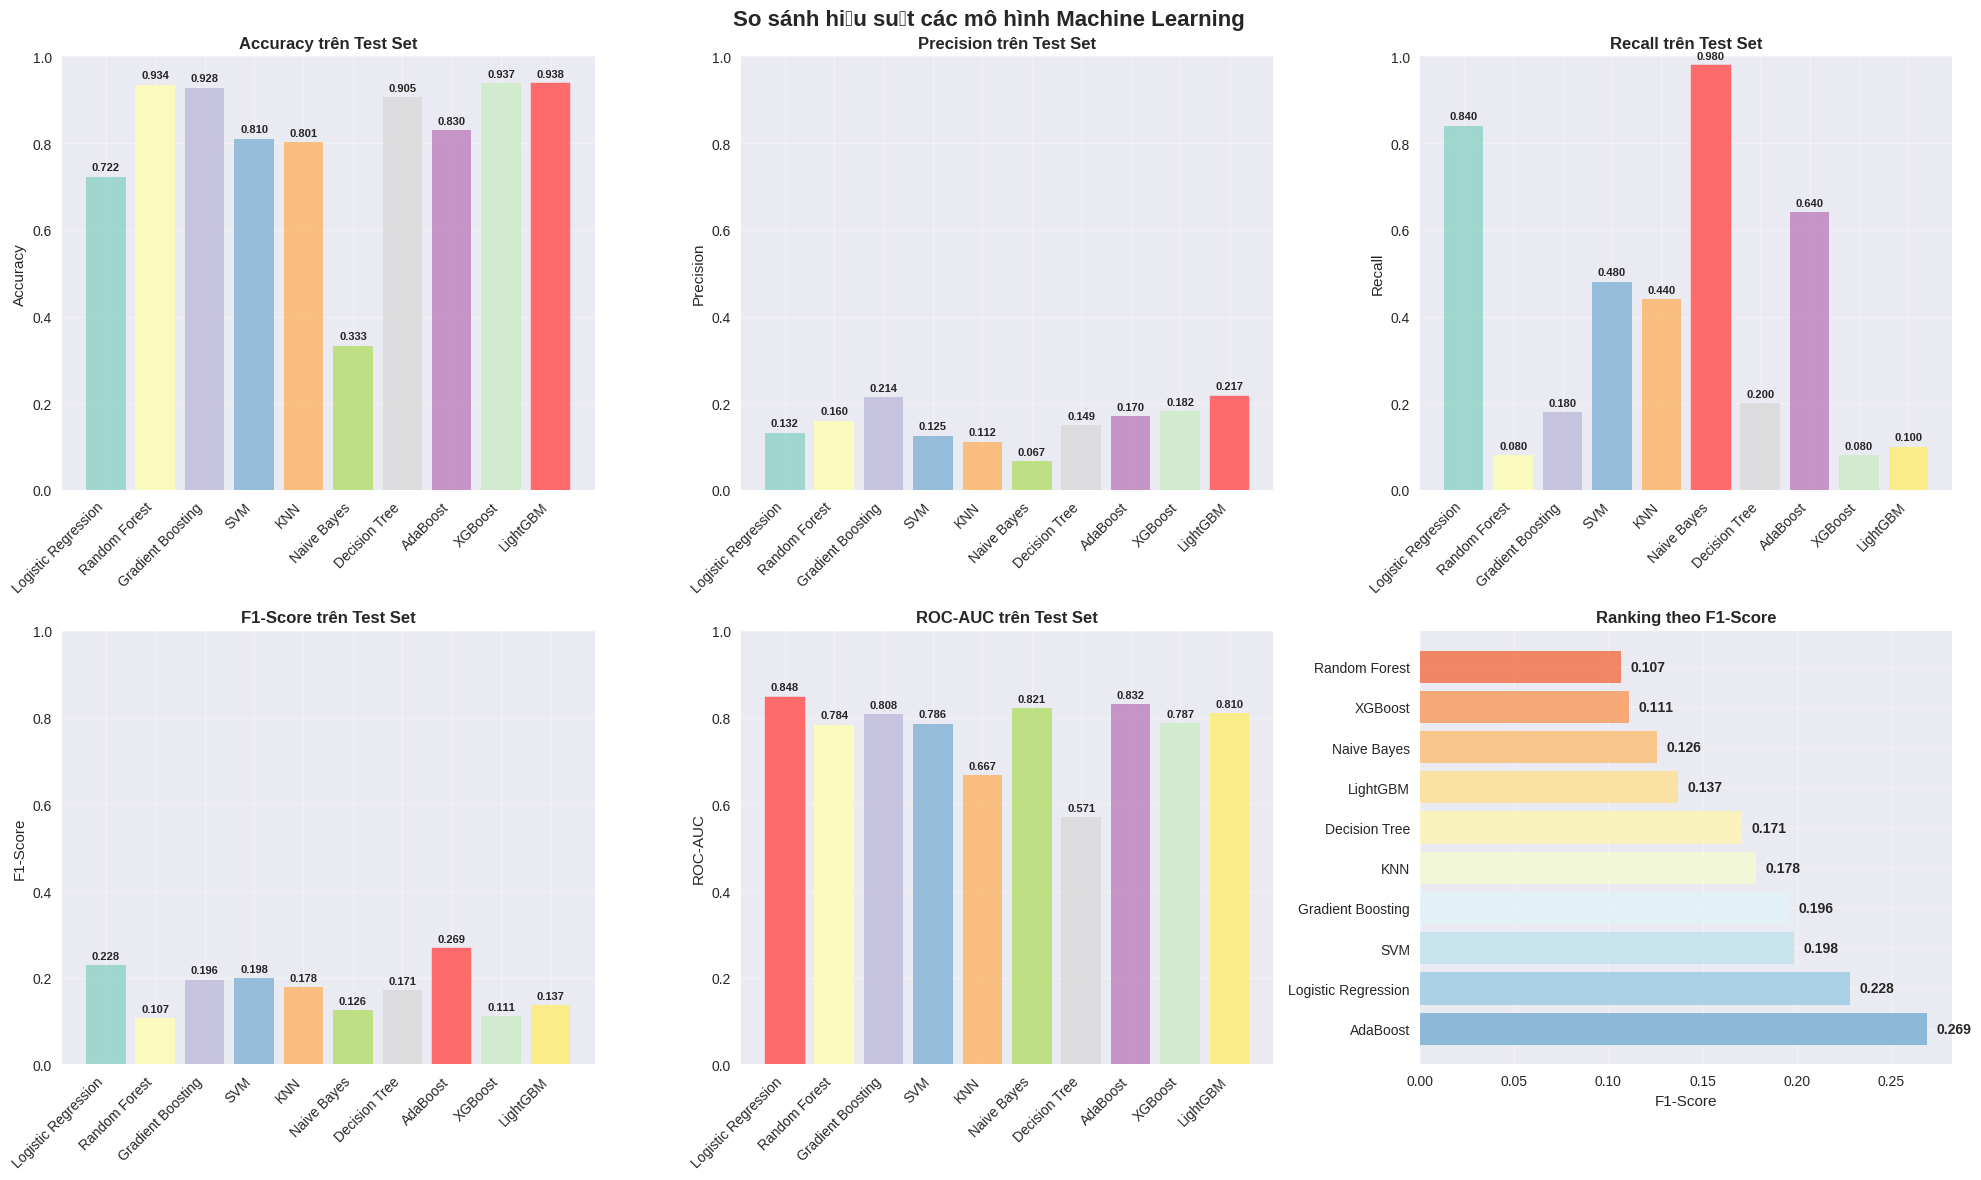 So sánh hi▯u su▯t các mô hình Machine Learning
Accuracy trên Test Set
Accuracy
1.0
0.8
0.6
0.4
0.2
0.0
0.722
0.934
0.928
0.810
0.801
0.333
0.905
0.830
0.937
0.938
Logistic Regression
Random Forest
Gradient Boosting
SVM
KNN
Naive Bayes
Decision Tree
AdaBoost
XGBoost
LightGBM
Precision trên Test Set
Precision
1.0
0.8
0.6
0.4
0.2
0.0
0.132
0.160
0.214
0.125
0.112
0.067
0.149
0.170
0.182
0.217
Logistic Regression
Random Forest
Gradient Boosting
SVM
KNN
Naive Bayes
Decision Tree
AdaBoost
XGBoost
LightGBM
Recall trên Test Set
Recall
1.0
0.8
0.6
0.4
0.2
0.0
0.840
0.080
0.180
0.480
0.440
0.980
0.200
0.640
0.080
0.100
Logistic Regression
Random Forest
Gradient Boosting
SVM
KNN
Naive Bayes
Decision Tree
AdaBoost
XGBoost
LightGBM
F1-Score trên Test Set
F1-Score
1.0
0.8
0.6
0.4
0.2
0.0
0.228
0.107
0.196
0.198
0.178
0.126
0.171
0.269
0.111
0.137
Logistic Regression
Random Forest
Gradient Boosting
SVM
KNN
Naive Bayes
Decision Tree
AdaBoost
XGBoost
LightGBM
ROC-AUC trên Test Set
ROC-AUC
1.0
0.8
0.6
0.4
0.2
0.0
0.848
0.784
0.808
0.786
0.667
0.821
0.571
0.832
0.787
0.810
Logistic Regression
Random Forest
Gradient Boosting
SVM
KNN
Naive Bayes
Decision Tree
AdaBoost
XGBoost
LightGBM
Ranking theo F1-Score
Random Forest 0.107
XGBoost 0.111
Naive Bayes 0.126
LightGBM 0.137
Decision Tree 0.171
KNN 0.178
Gradient Boosting 0.196
SVM 0.198
Logistic Regression 0.228
AdaBoost 0.269
0.00 0.05 0.10 0.15 0.20 0.25
F1-Score